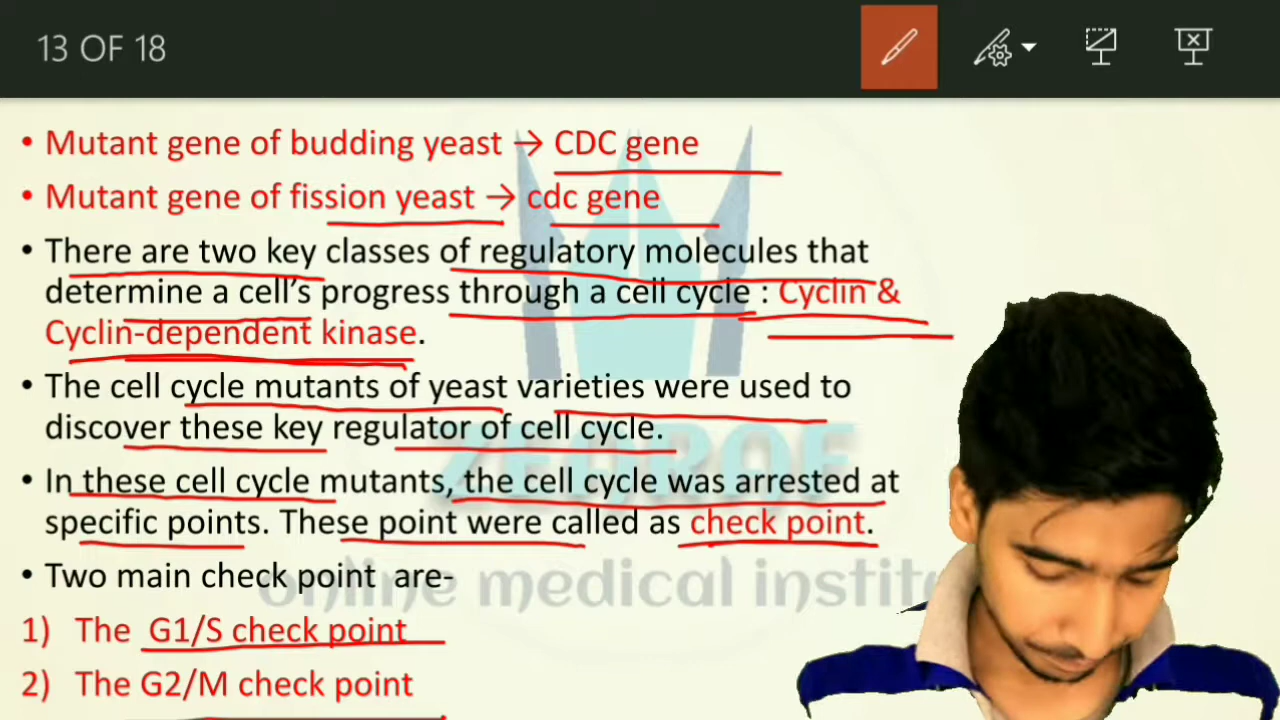 13 OF 18
• Mutant gene of budding yeast → CDC gene
• Mutant gene of fission yeast → cdc gene
• There are two key classes of regulatory molecules that
determine a cell’s progress through a cell cycle : Cyclin &
Cyclin-dependent kinase.
• The cell cycle mutants of yeast varieties were used to
discover these key regulator of cell cycle.
• In these cell cycle mutants, the cell cycle was arrested at
specific points. These point were called as check point.
• Two main check point are-
online medical
1) The G1/S check point
2) The G2/M check point